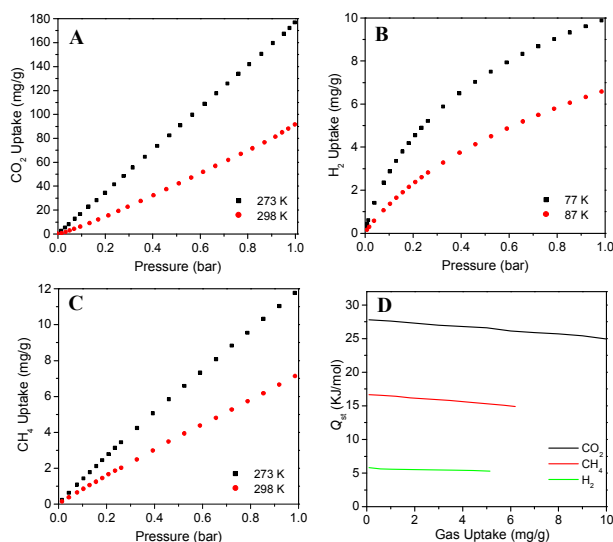 A
CO2 Uptake (mg/g)
180
160
140
120
100
80
60
40
20
0
273 K
298 K
0.0 0.2 0.4 0.6 0.8 1.0
Pressure (bar)
B
H2 Uptake (mg/g)
10
8
6
4
2
0
77 K
87 K
0.0 0.2 0.4 0.6 0.8 1.0
Pressure (bar)
C
CH4 Uptake (mg/g)
12
10
8
6
4
2
0
273 K
298 K
0.0 0.2 0.4 0.6 0.8 1.0
Pressure (bar)
D
Qst (KJ/mol)
30
25
20
15
10
5
0
CO2
CH4
H2
0 2 4 6 8 10
Gas Uptake (mg/g)